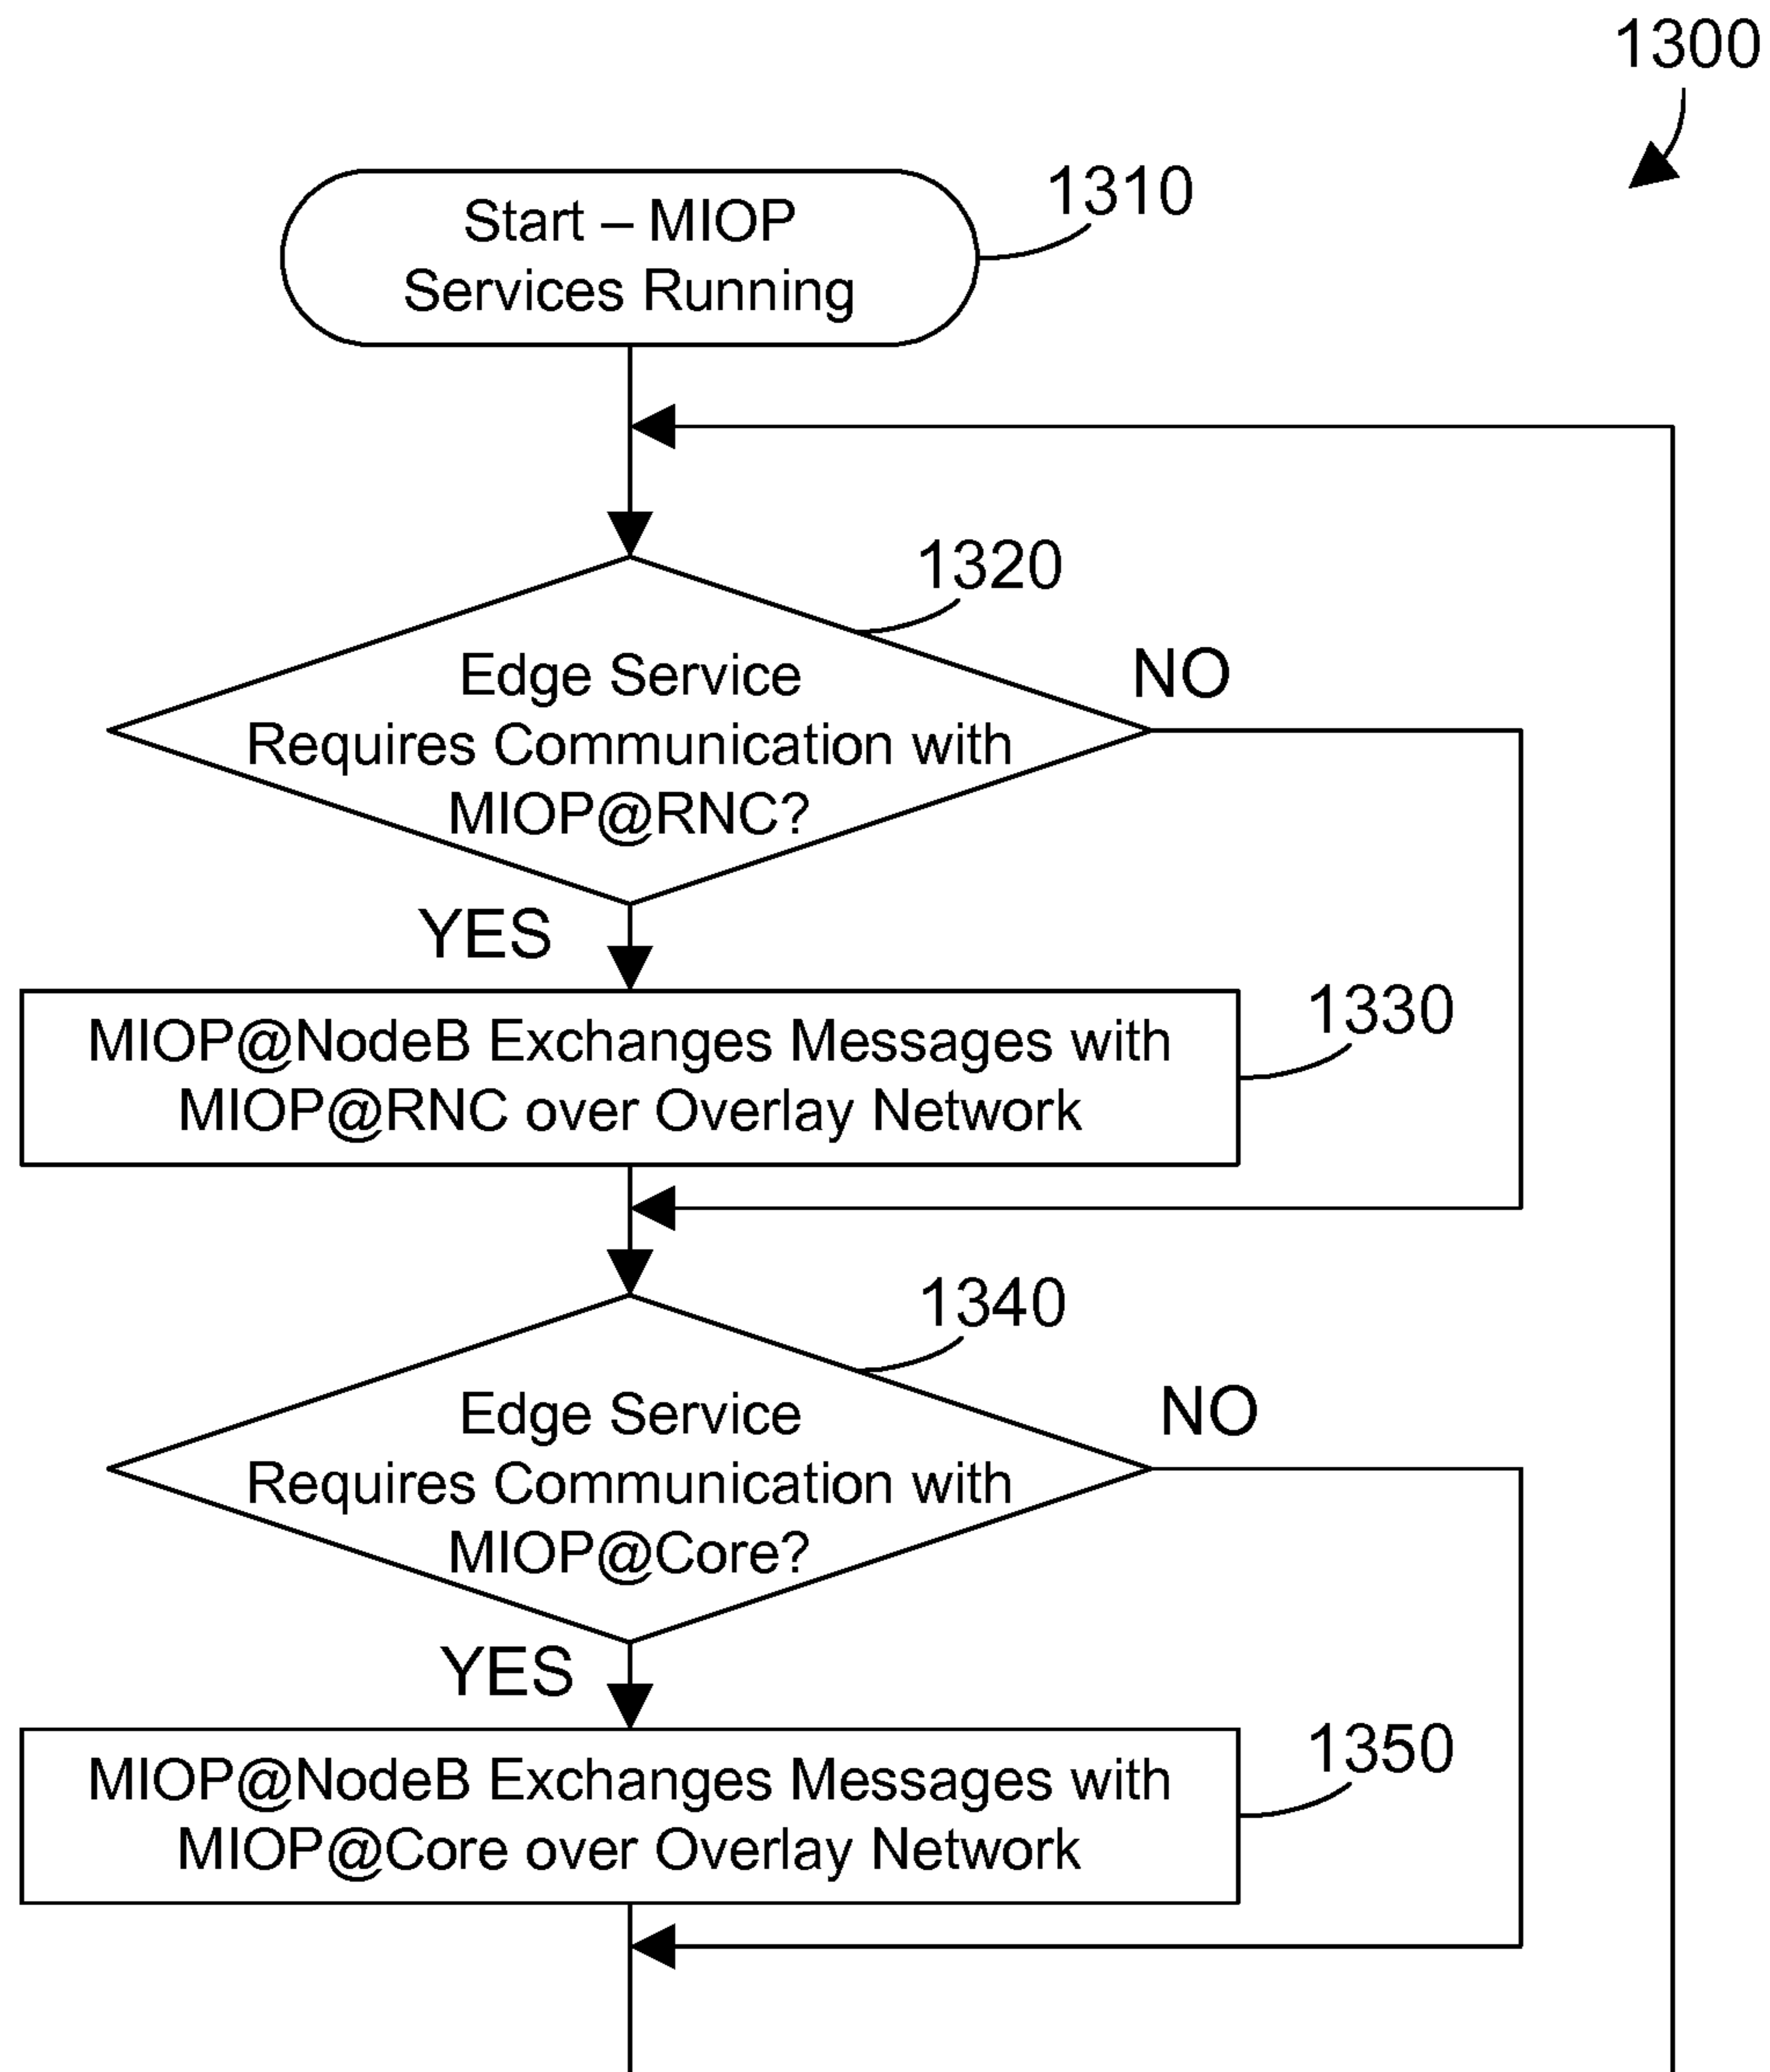 1300
Start – MIOP
Services Running
1310
1320
Edge Service
Requires Communication with
MIOP@RNC?
NO
YES
MIOP@NodeB Exchanges Messages with
MIOP@RNC over Overlay Network
1330
1340
Edge Service
Requires Communication with
MIOP@Core?
NO
YES
MIOP@NodeB Exchanges Messages with
MIOP@Core over Overlay Network
1350